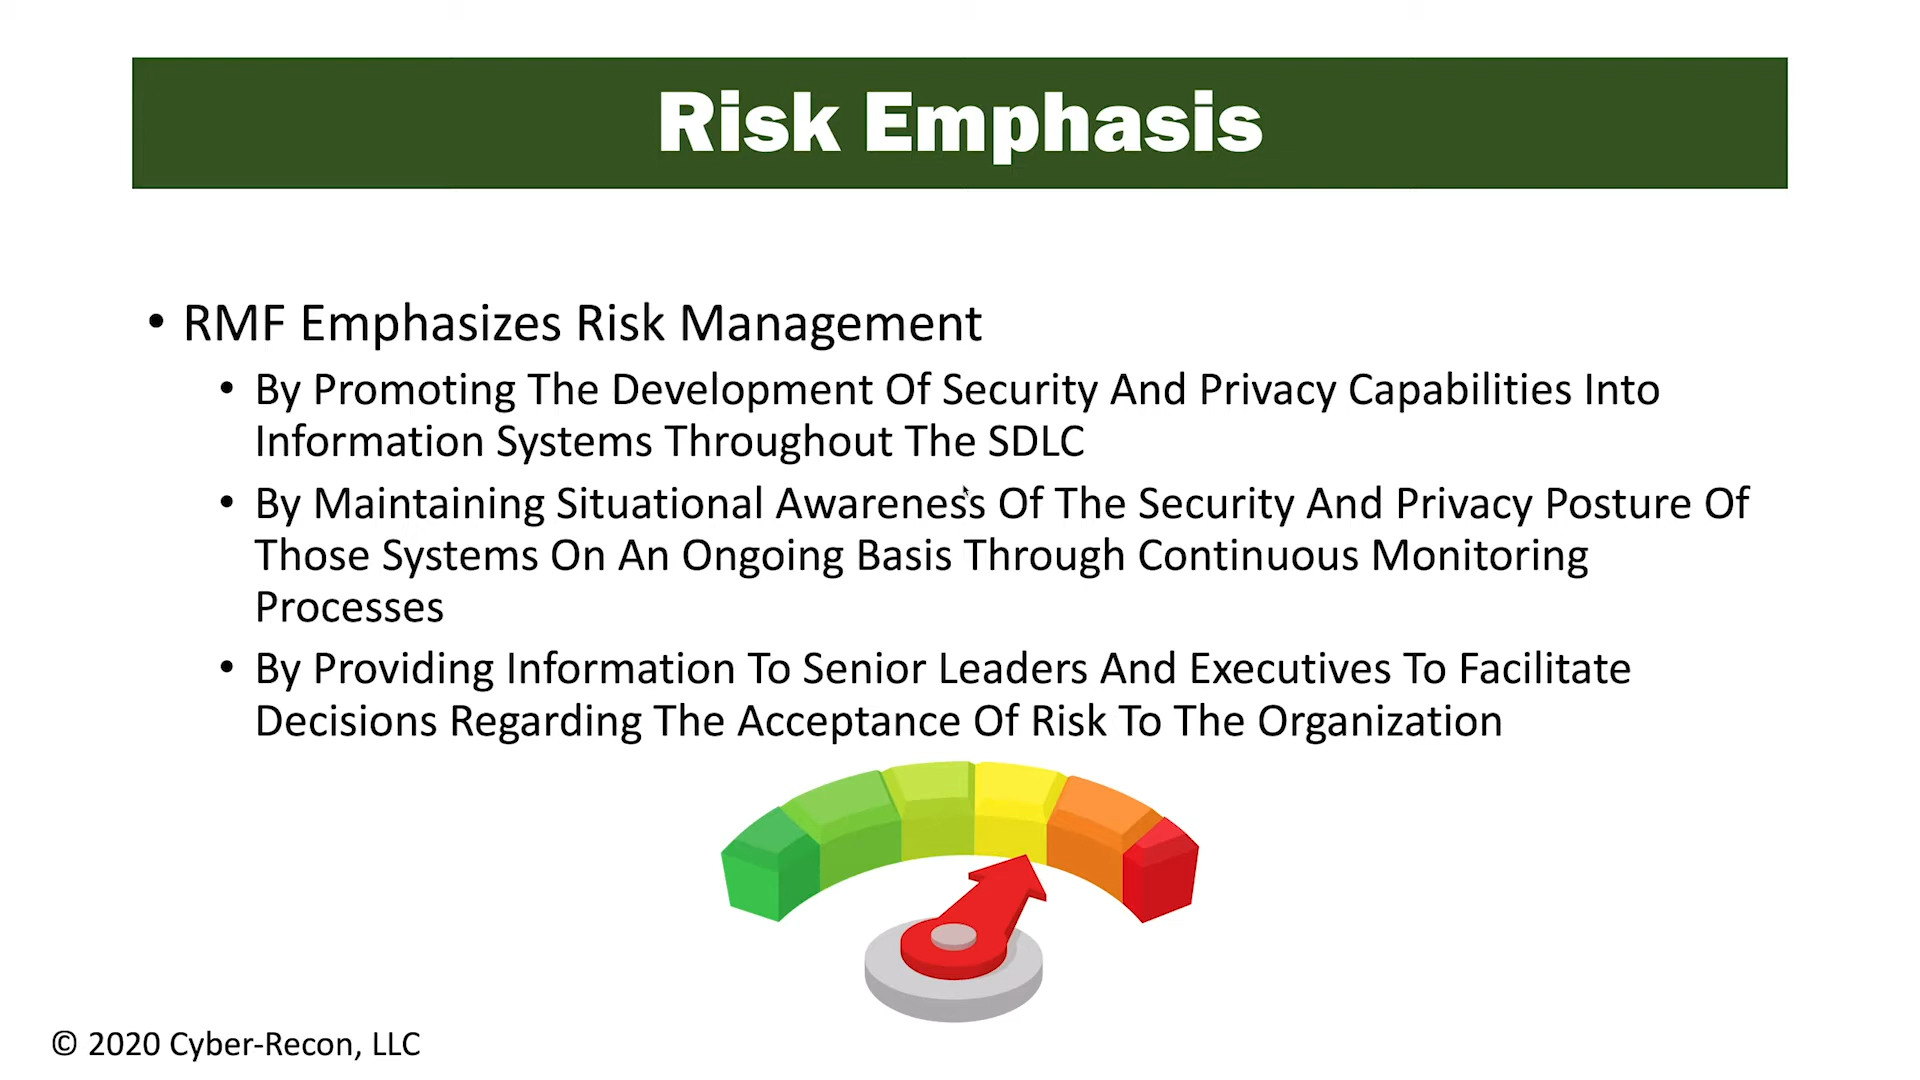 Risk Emphasis
• RMF Emphasizes Risk Management
• By Promoting The Development Of Security And Privacy Capabilities Into
Information Systems Throughout The SDLC
• By Maintaining Situational Awareness Of The Security And Privacy Posture Of
Those Systems On An Ongoing Basis Through Continuous Monitoring
Processes
• By Providing Information To Senior Leaders And Executives To Facilitate
Decisions Regarding The Acceptance Of Risk To The Organization
© 2020 Cyber-Recon, LLC